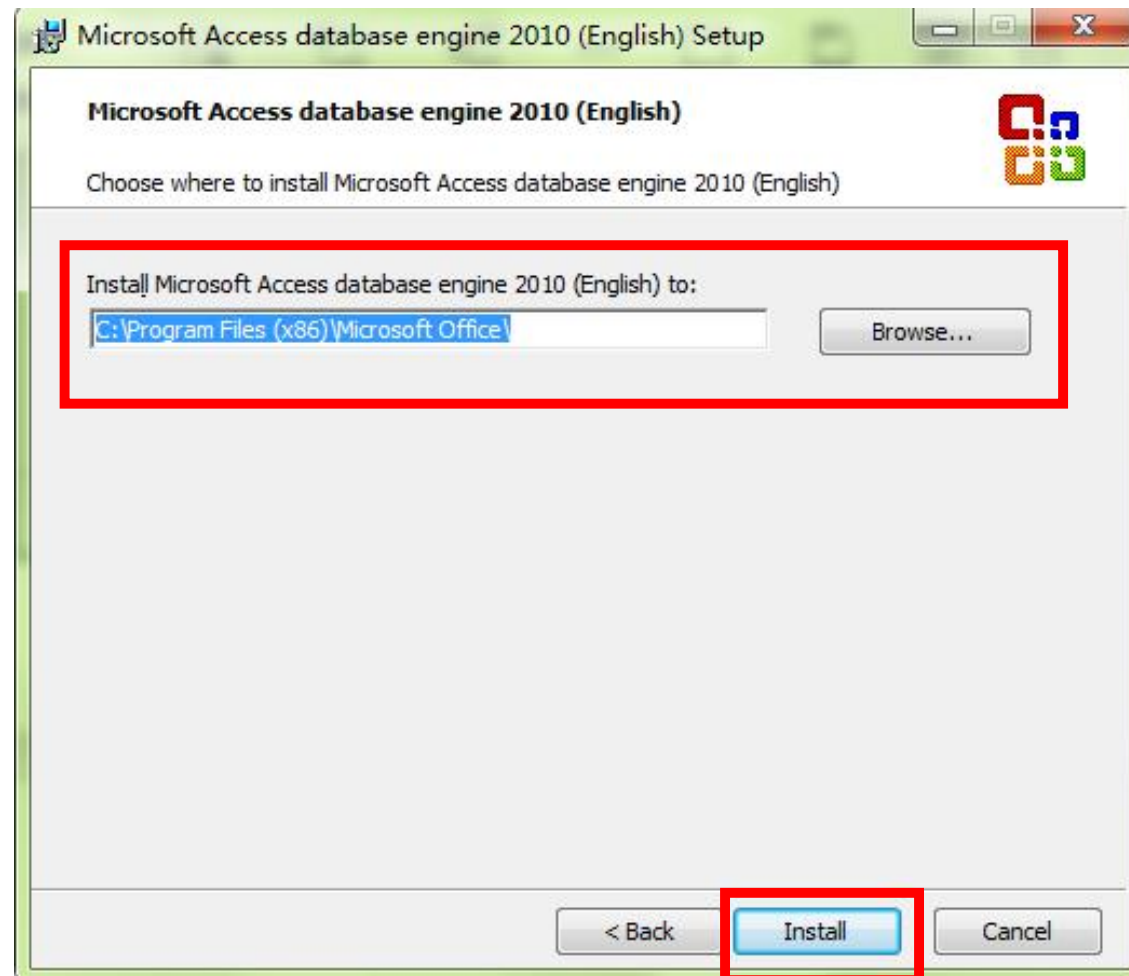 Microsoft Access database engine 2010 (English) Setup
Microsoft Access database engine 2010 (English)
Choose where to install Microsoft Access database engine 2010 (English)
Install Microsoft Access database engine 2010 (English) to:
C:\Program Files (x86)\Microsoft Office\
Browse...
< Back Install Cancel